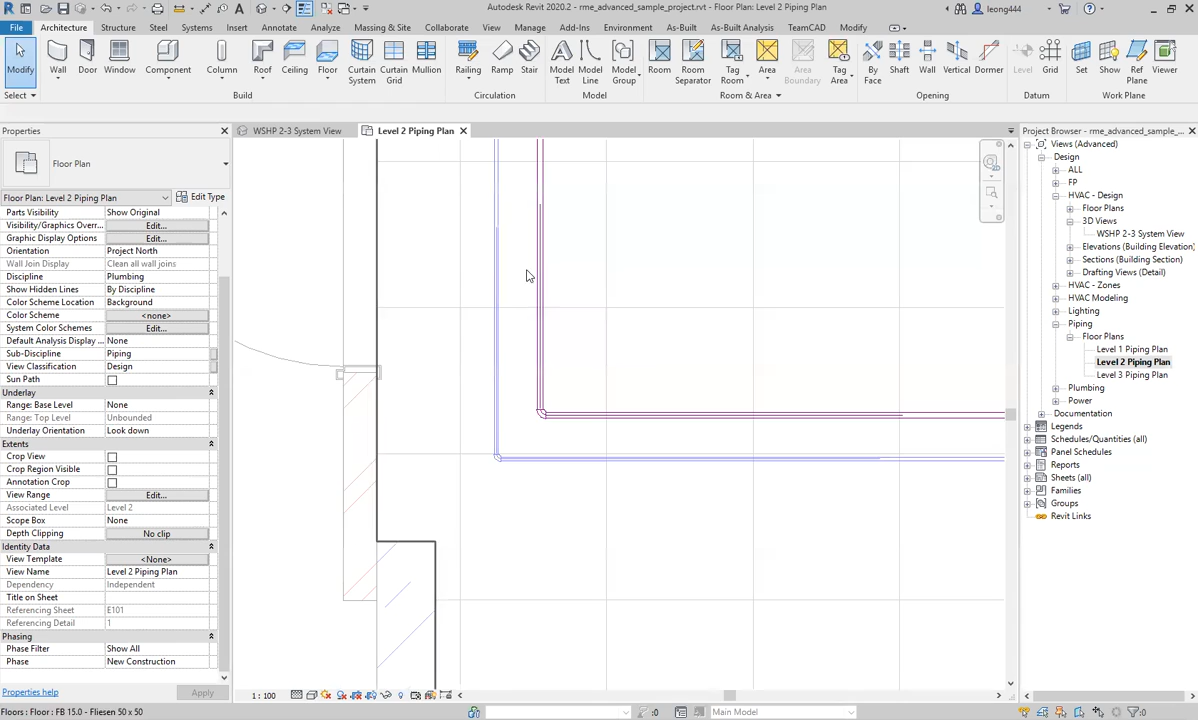 Autodesk Revit 2020.2 - rme_advanced_sample_project.rvt - Floor Plan: Level 2 Piping Plan
leong444
File Architecture Structure Steel Systems Insert Annotate Analyze Massing & Site Collaborate View Manage Add-Ins Environment As-Built As-Built Analysis TeamCAD Modify
Modify Wall Door Window Component Column Roof Ceiling Floor Curtain System Curtain Grid Mullion Railing Ramp Stair Model Text Model Line Model Group Room Room Separator Tag Room Area Area Boundary Tag Area By Face Shaft Wall Vertical Dormer Level Grid Set Show Ref Plane Viewer
Select Build Circulation Model Room & Area Opening Datum Work Plane
Properties
WSHP 2-3 System View
Level 2 Piping Plan
Project Browser - rme_advanced_sample_...
Floor Plan
Floor Plan: Level 2 Piping Plan Edit Type
Parts Visibility Show Original
Visibility/Graphics Overr... Edit...
Graphic Display Options Edit...
Orientation Project North
Wall Join Display Clean all wall joins
Discipline Plumbing
Show Hidden Lines By Discipline
Color Scheme Location Background
Color Scheme <none>
System Color Schemes Edit...
Default Analysis Display ... None
Sub-Discipline Piping
View Classification Design
Sun Path
Underlay
Range: Base Level None
Range: Top Level Unbounded
Underlay Orientation Look down
Extents
Crop View
Crop Region Visible
Annotation Crop
View Range Edit...
Associated Level Level 2
Scope Box None
Depth Clipping No clip
Identity Data
View Template <None>
View Name Level 2 Piping Plan
Dependency Independent
Title on Sheet
Referencing Sheet E101
Referencing Detail 1
Phasing
Phase Filter Show All
Phase New Construction
Properties help Apply
Views (Advanced)
Design
ALL
FP
HVAC - Design
Floor Plans
3D Views
WSHP 2-3 System View
Elevations (Building Elevation)
Sections (Building Section)
Drafting Views (Detail)
HVAC - Zones
HVAC Modeling
Lighting
Piping
Floor Plans
Level 1 Piping Plan
Level 2 Piping Plan
Level 3 Piping Plan
Plumbing
Power
Documentation
Legends
Schedules/Quantities (all)
Panel Schedules
Reports
Sheets (all)
Families
Groups
Revit Links
1 : 100
Floors : Floor : FB 15.0 - Fliesen 50 x 50
:0 Main Model :0